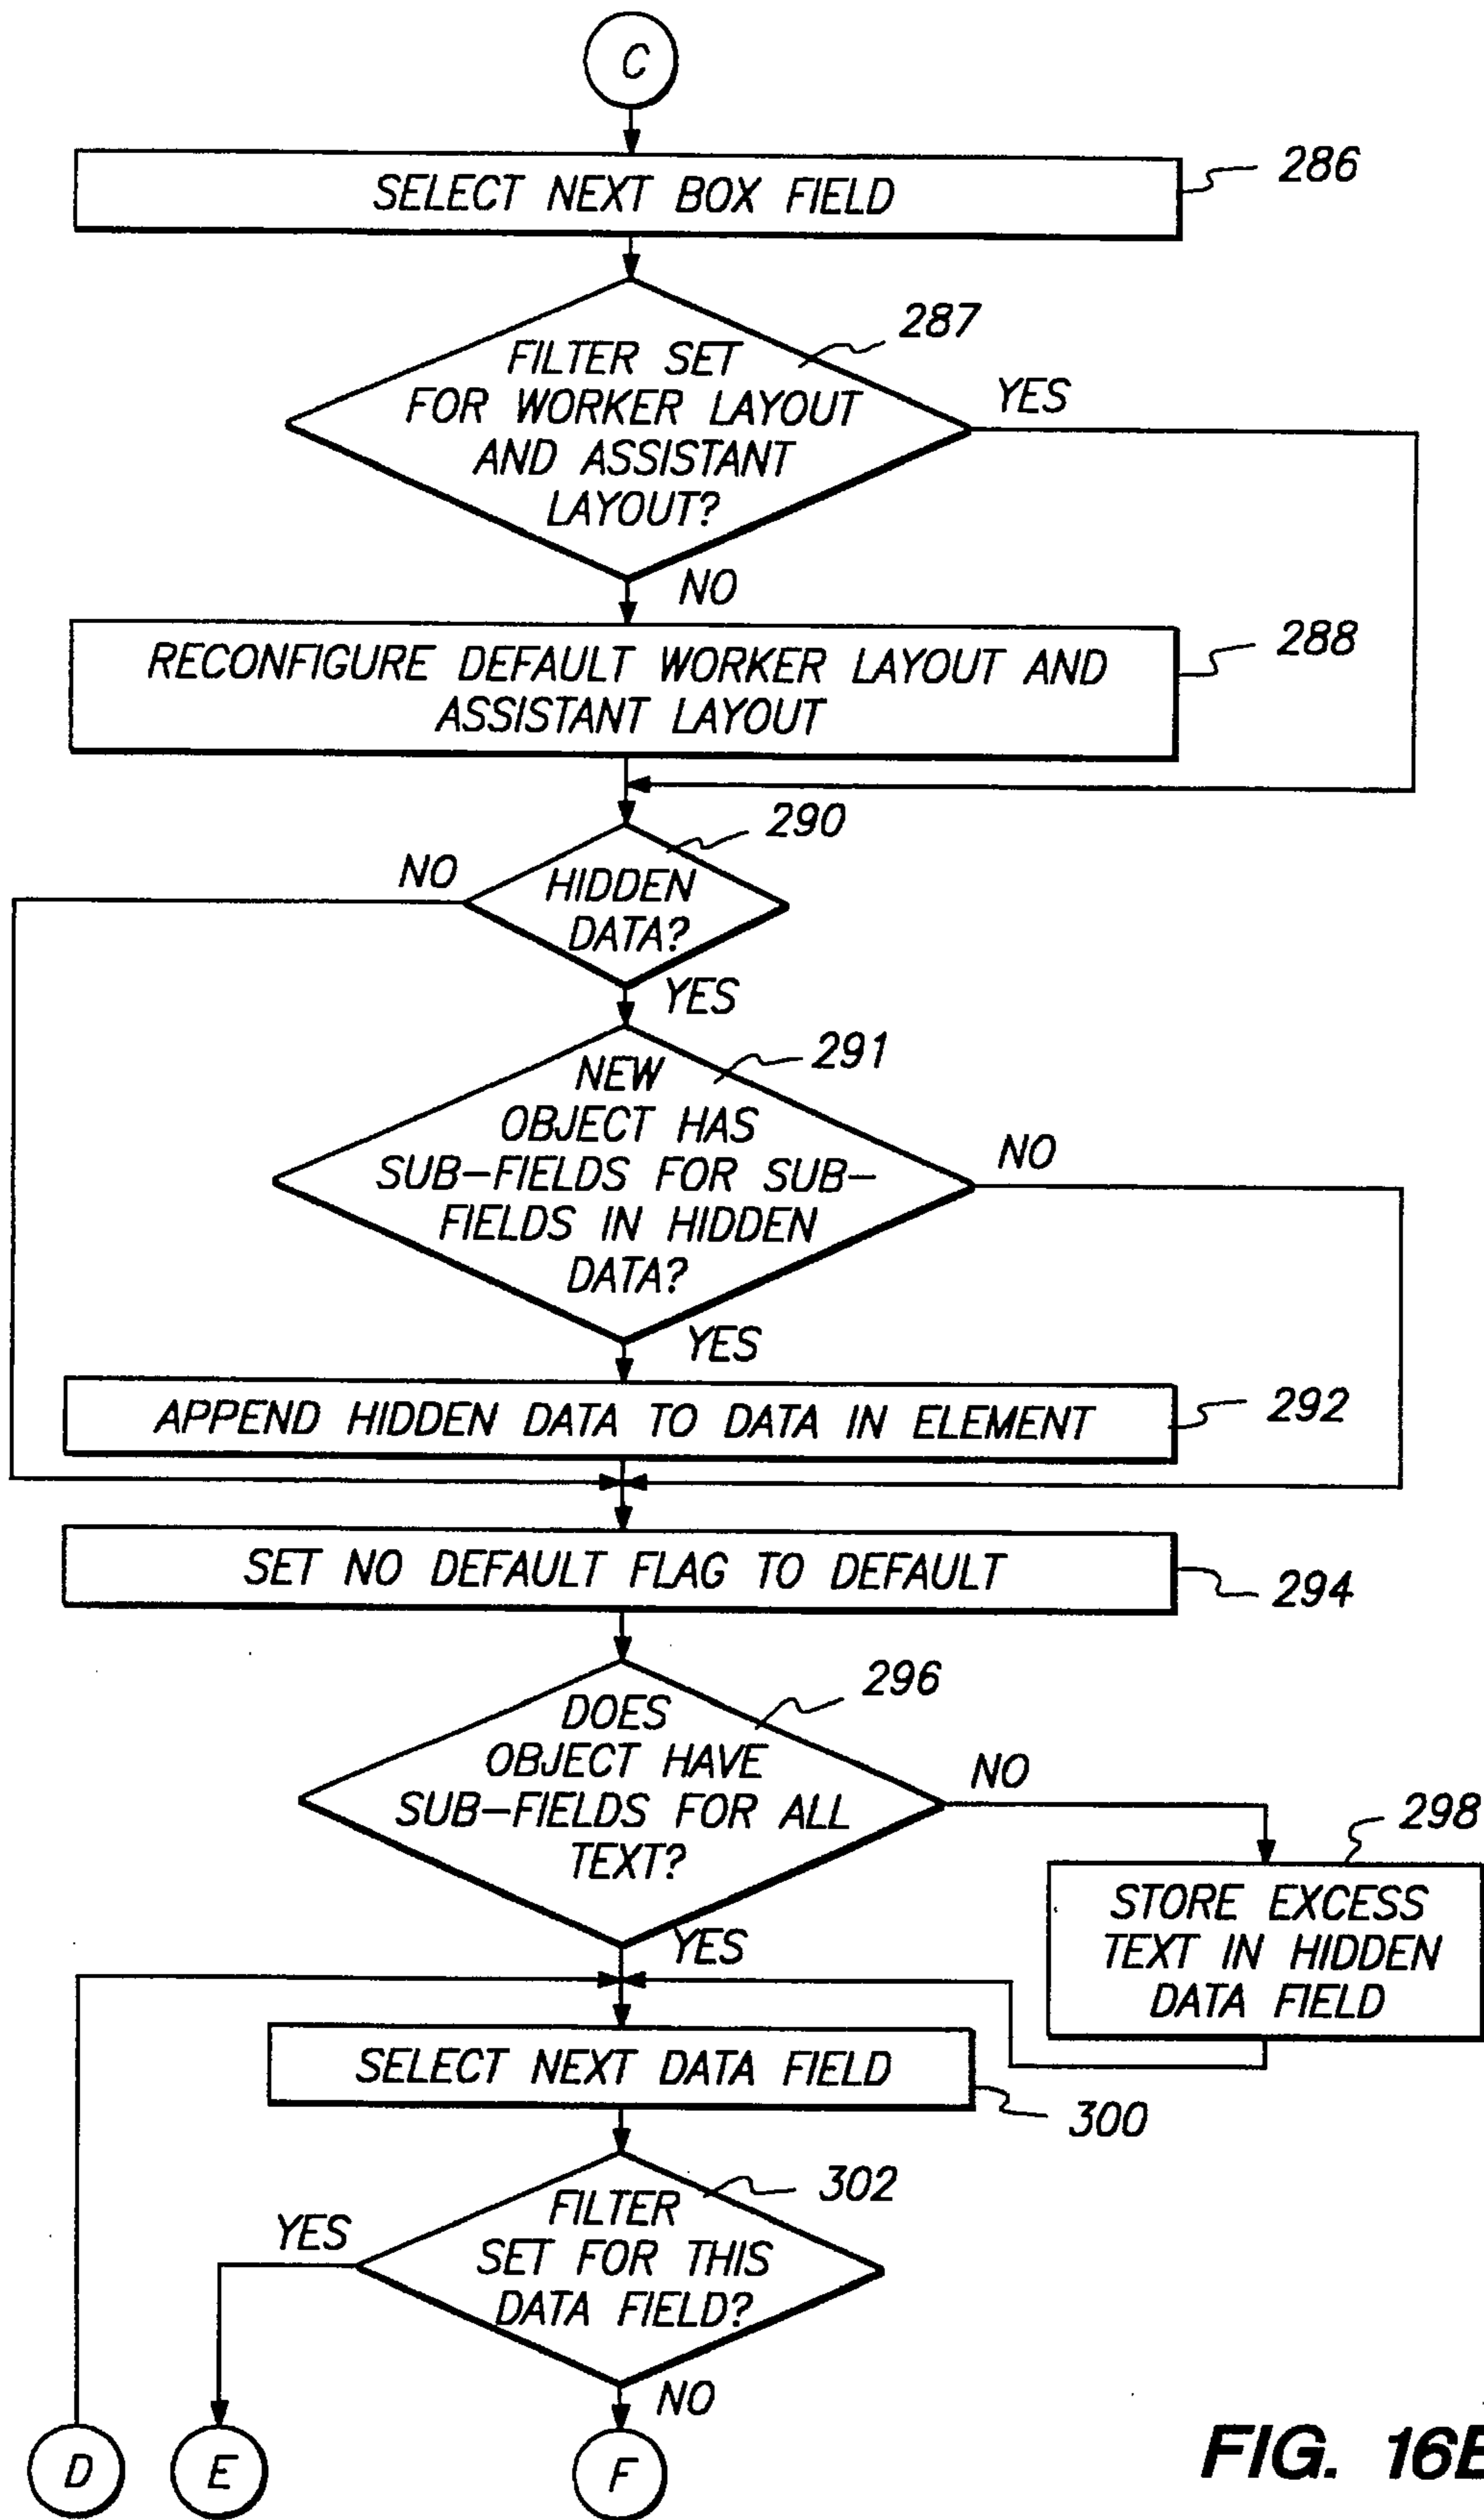 C
SELECT NEXT BOX FIELD
286
287
FILTER SET
FOR WORKER LAYOUT
AND ASSISTANT
LAYOUT?
YES
NO
RECONFIGURE DEFAULT WORKER LAYOUT AND
ASSISTANT LAYOUT
288
290
NO
HIDDEN
DATA?
YES
291
NEW
OBJECT HAS
SUB-FIELDS FOR SUB-
FIELDS IN HIDDEN
DATA?
NO
YES
APPEND HIDDEN DATA TO DATA IN ELEMENT
292
SET NO DEFAULT FLAG TO DEFAULT
294
296
DOES
OBJECT HAVE
SUB-FIELDS FOR ALL
TEXT?
NO
298
STORE EXCESS
TEXT IN HIDDEN
DATA FIELD
YES
SELECT NEXT DATA FIELD
300
302
FILTER
SET FOR THIS
DATA FIELD?
YES
NO
D
E
F
FIG. 16B